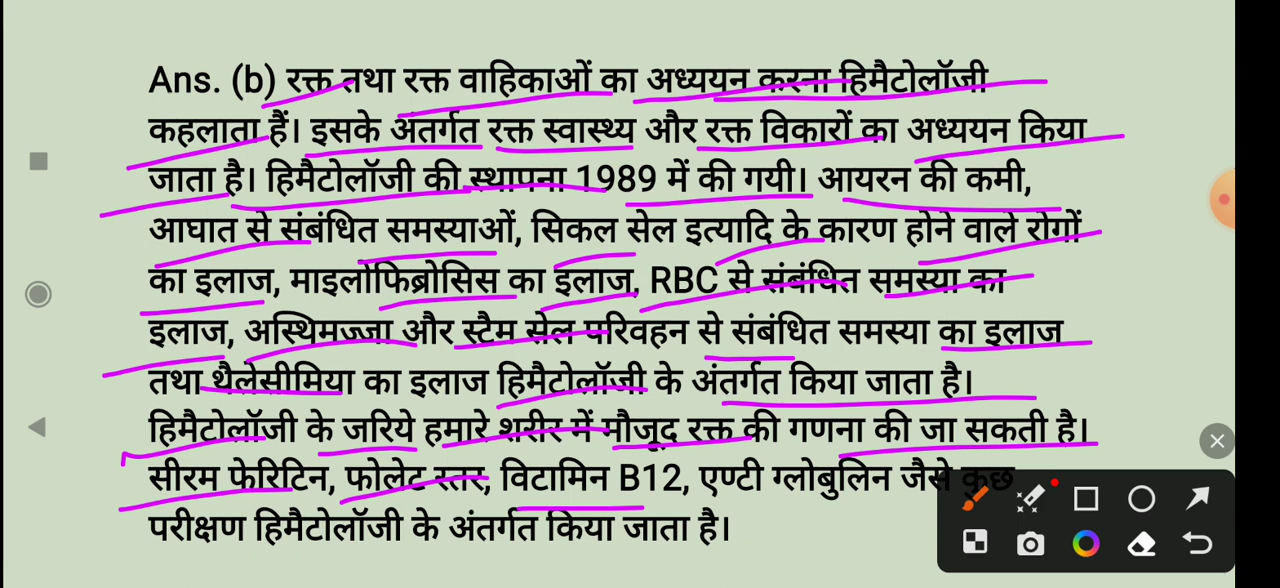 Ans. (b) रक्त तथा रक्त वाहिकाओं का अध्ययन करना हिमैटोलॉजी
कहलाता हैं। इसके अंतर्गत रक्त स्वास्थ्य और रक्त विकारों का अध्ययन किया
जाता है। हिमैटोलॉजी की स्थापना 1989 में की गयी। आयरन की कमी,
आघात से संबंधित समस्याओं, सिकल सेल इत्यादि के कारण होने वाले रोगों
का इलाज, माइलोफिब्रोसिस का इलाज, RBC से संबंधित समस्या का
इलाज, अस्थिमज्जा और स्टैम सेल परिवहन से संबंधित समस्या का इलाज
तथा थैलेसीमिया का इलाज हिमैटोलॉजी के अंतर्गत किया जाता है।
हिमैटोलॉजी के जरिये हमारे शरीर में मौजूद रक्त की गणना की जा सकती है।
सीरम फेरिटिन, फोलेट स्तर, विटामिन B12, एण्टी ग्लोबुलिन जैसे कुछ
परीक्षण हिमैटोलॉजी के अंतर्गत किया जाता है।